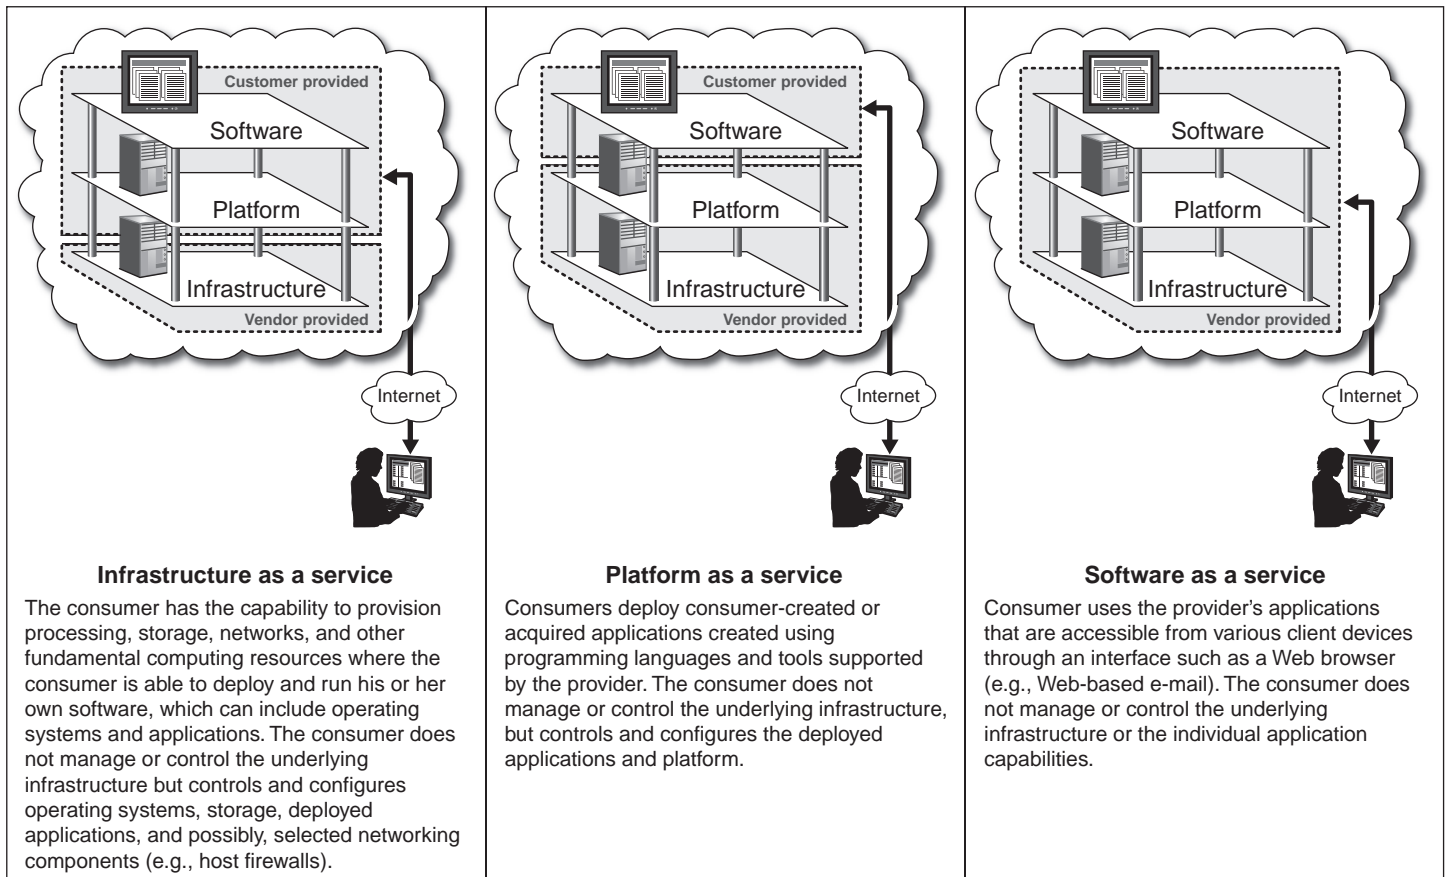 Customer provided
Software
Platform
Infrastructure
Vendor provided
Internet
Infrastructure as a service
The consumer has the capability to provision
processing, storage, networks, and other
fundamental computing resources where the
consumer is able to deploy and run his or her
own software, which can include operating
systems and applications. The consumer does
not manage or control the underlying
infrastructure but controls and configures
operating systems, storage, deployed
applications, and possibly, selected networking
components (e.g., host firewalls).
Customer provided
Software
Platform
Infrastructure
Vendor provided
Internet
Platform as a service
Consumers deploy consumer-created or
acquired applications created using
programming languages and tools supported
by the provider. The consumer does not
manage or control the underlying infrastructure,
but controls and configures the deployed
applications and platform.
Software
Platform
Infrastructure
Vendor provided
Internet
Software as a service
Consumer uses the provider’s applications
that are accessible from various client devices
through an interface such as a Web browser
(e.g., Web-based e-mail). The consumer does
not manage or control the underlying
infrastructure or the individual application
capabilities.